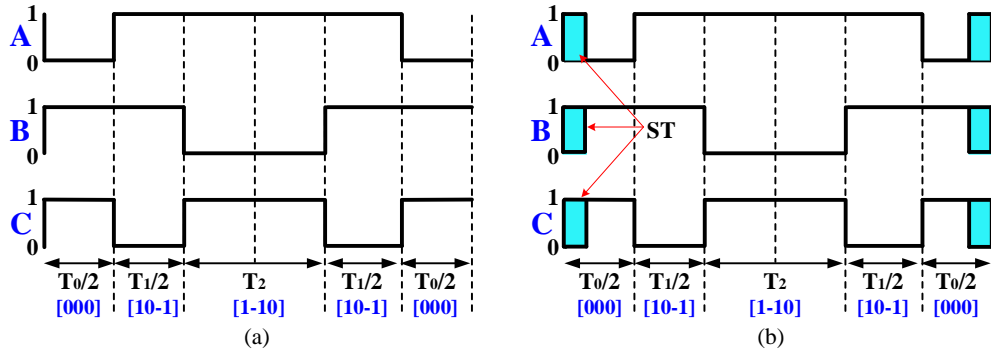 A 1 0
B 1 0
C 1 0
T0/2 T1/2 T2 T1/2 T0/2
[000] [10-1] [1-10] [10-1] [000]
(a)
A 1 0
B 1 0
ST
C 1 0
T0/2 T1/2 T2 T1/2 T0/2
[000] [10-1] [1-10] [10-1] [000]
(b)